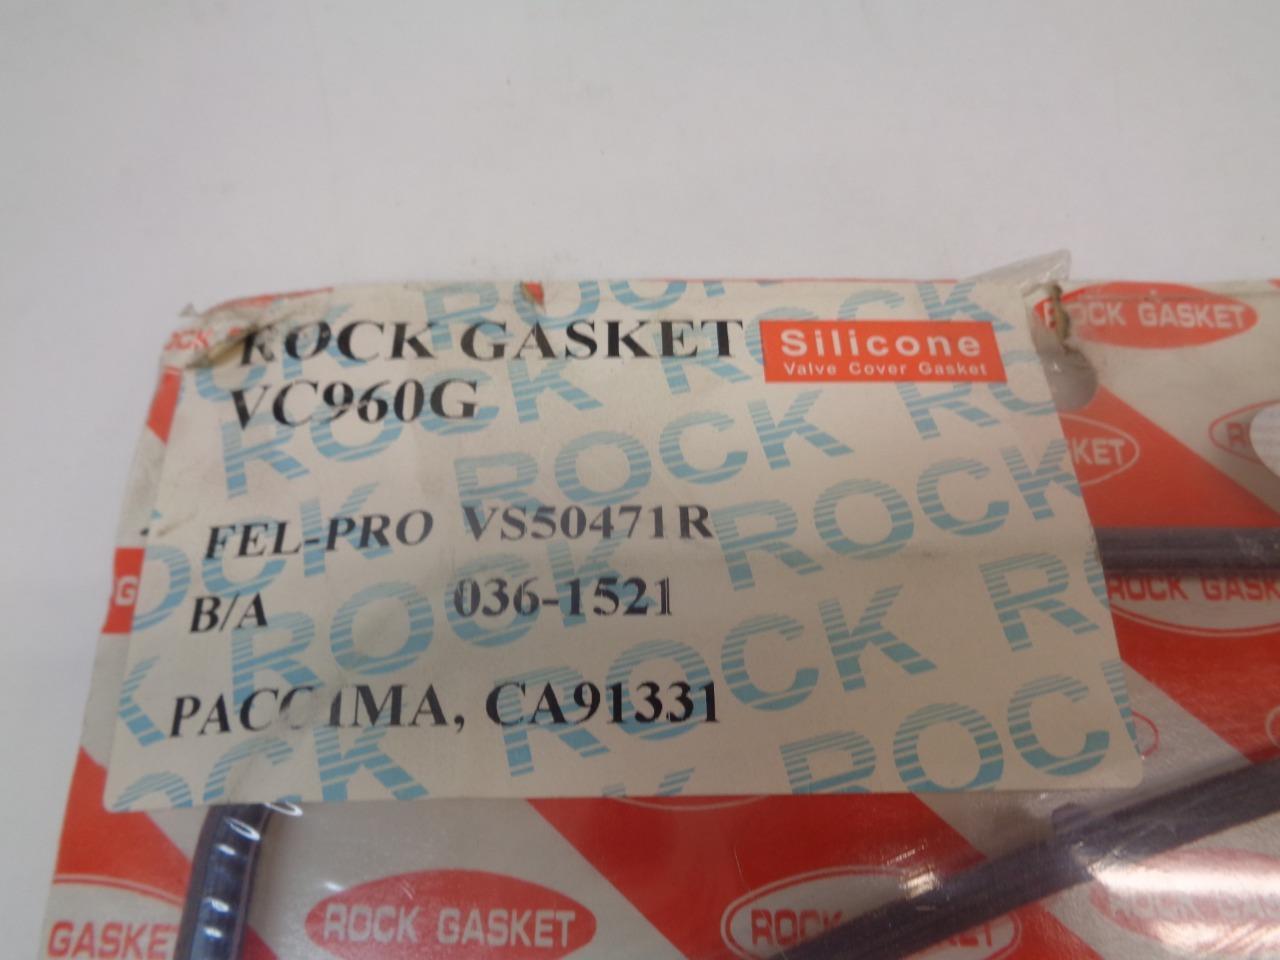 ROCK GASKET
VC960G
Silicone
Valve Cover Gasket
FEL-PRO VS50471R
B/A 036-1521
CA91331
ROCK GASKET
ROCK GASKET
ROCK GASKET
GASKET